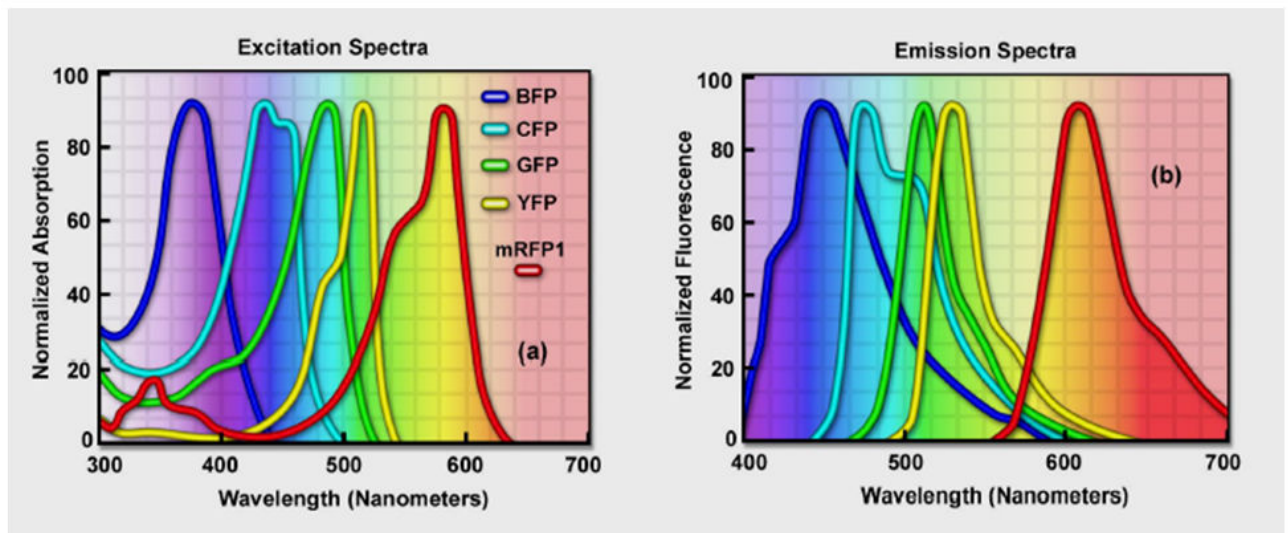 Excitation Spectra
100
80
60
40
20
0
Normalized Absorption
BFP
CFP
GFP
YFP
mRFP1
(a)
300 400 500 600 700
Wavelength (Nanometers)
Emission Spectra
100
80
60
40
20
0
Normalized Fluorescence
(b)
400 500 600 700
Wavelength (Nanometers)